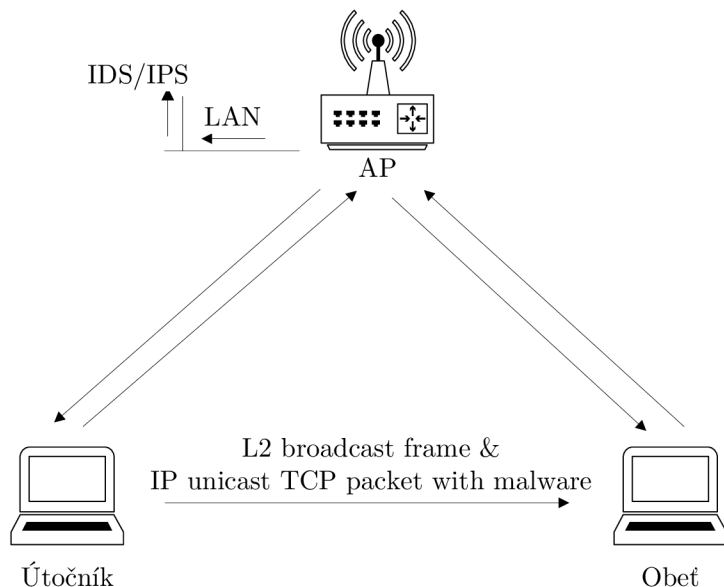 IDS/IPS
LAN
AP
L2 broadcast frame &
IP unicast TCP packet with malware
Útočník
Obeť